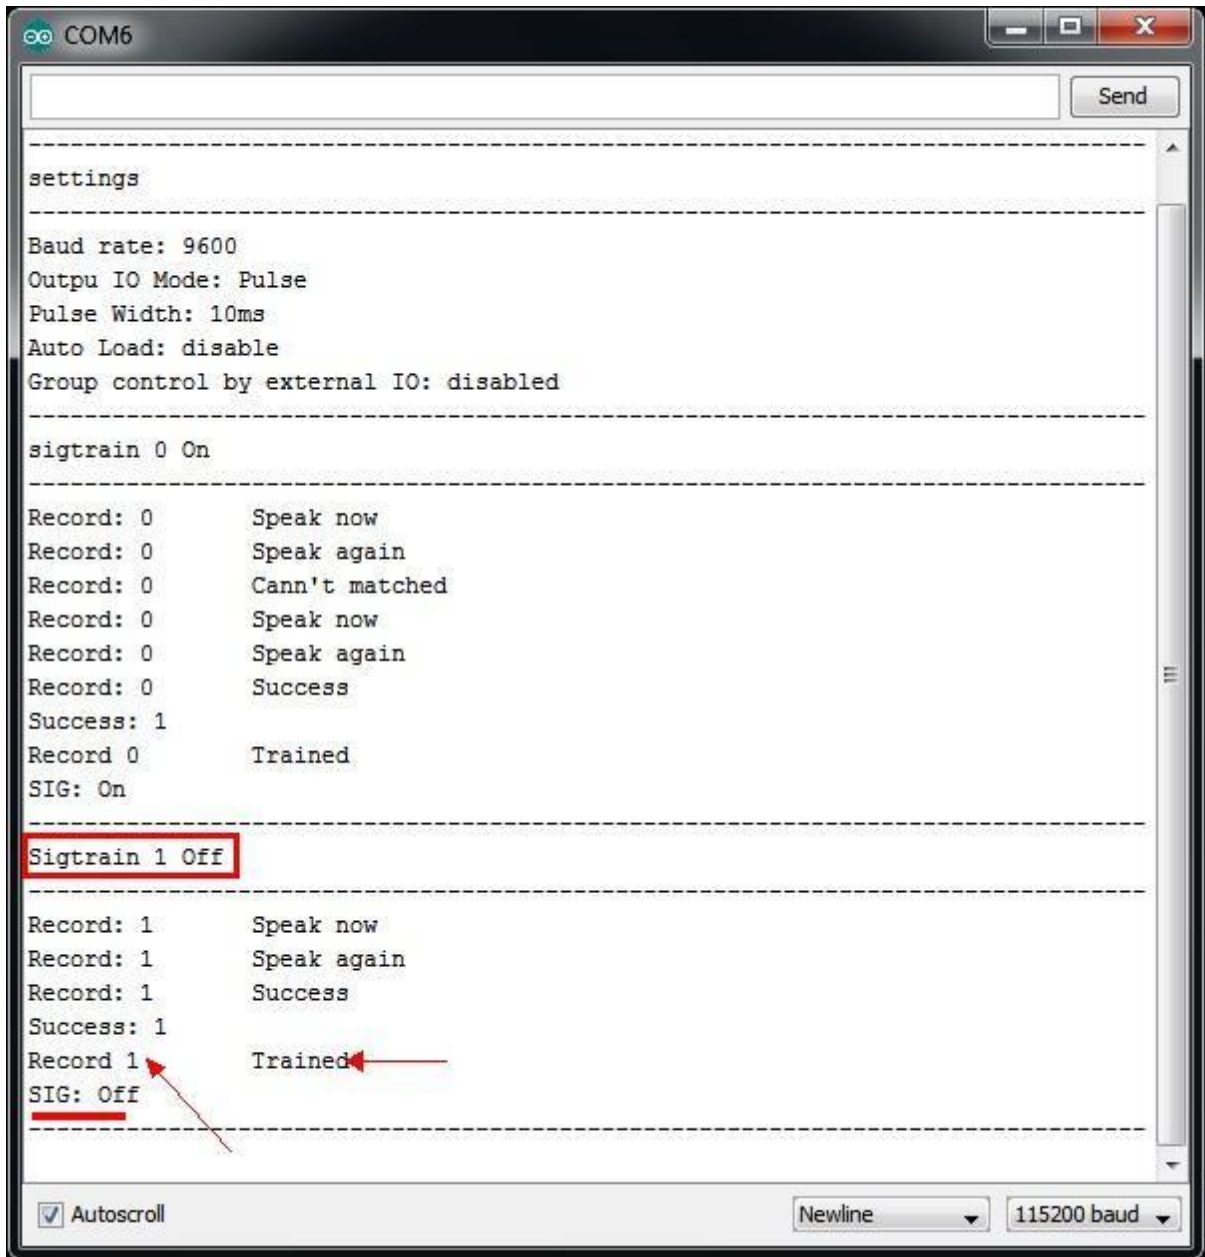 COM6
Send
--------------------------------------------------------------------------------
settings
--------------------------------------------------------------------------------
Baud rate: 9600
Outpu IO Mode: Pulse
Pulse Width: 10ms
Auto Load: disable
Group control by external IO: disabled
--------------------------------------------------------------------------------
sigtrain 0 On
--------------------------------------------------------------------------------
Record: 0 Speak now
Record: 0 Speak again
Record: 0 Cann't matched
Record: 0 Speak now
Record: 0 Speak again
Record: 0 Success
Success: 1
Record 0 Trained
SIG: On
--------------------------------------------------------------------------------
Sigtrain 1 Off
--------------------------------------------------------------------------------
Record: 1 Speak now
Record: 1 Speak again
Record: 1 Success
Success: 1
Record 1 Trained
SIG: Off
--------------------------------------------------------------------------------
Autoscroll Newline 115200 baud